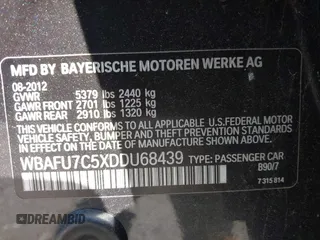 MFD BY BAYERISCHE MOTOREN WERKE AG
08-2012
GVWR 5379 lbs 2440 kg
GAWR FRONT 2701 lbs 1225 kg
GAWR REAR 2910 lbs 1320 kg
THIS VEHICLE CONFORMS TO ALL
APPLICABLE U.S. FEDERAL MOTOR
VEHICLE SAFETY, BUMPER,
AND THEFT PREVENTION STANDARDS
IN EFFECT ON THE DATE OF
MANUFACTURE SHOWN ABOVE.
WBAFU7C5XDDU68439 TYPE: PASSENGER CAR
B90/7
7 315 814
DREAMBID